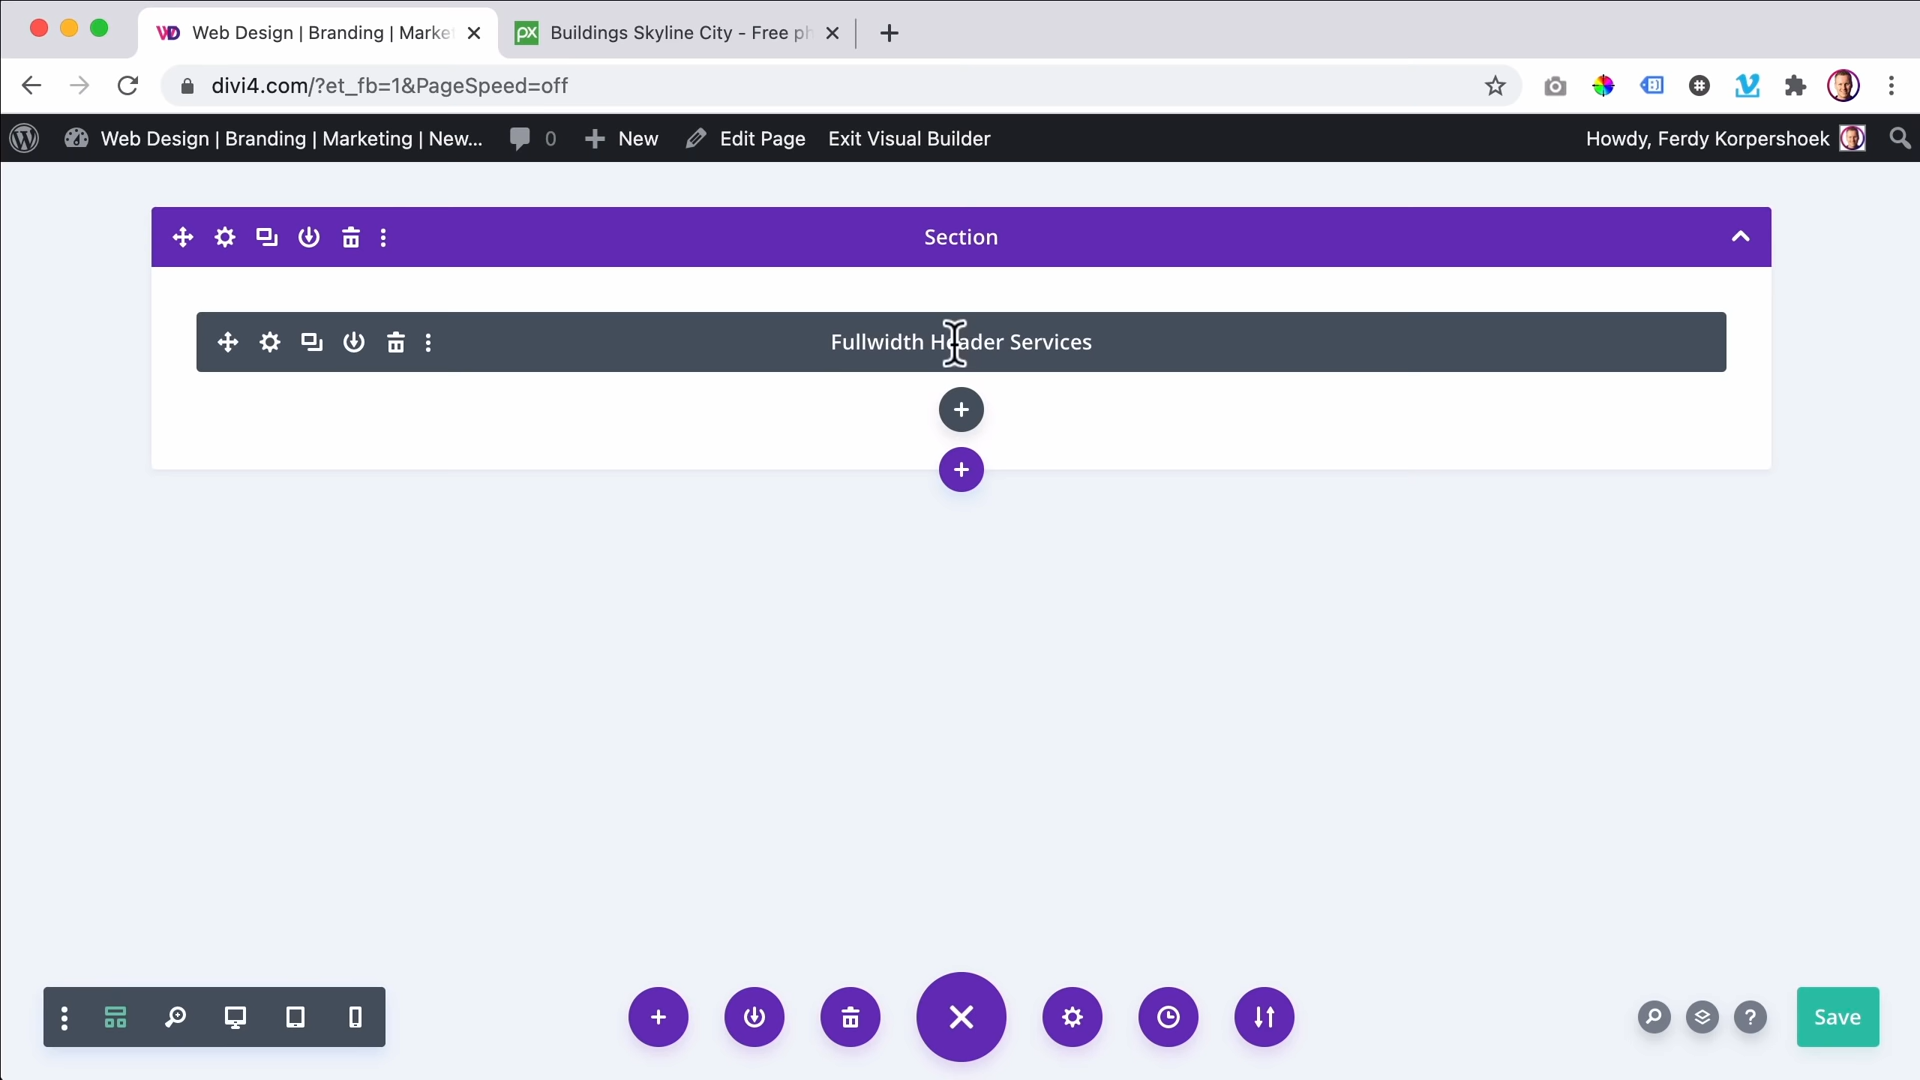 Web Design | Branding | Marke
Buildings Skyline City - Free ph
divi4.com/?et_fb=1&PageSpeed=off
Web Design | Branding | Marketing | New... 0 New Edit Page Exit Visual Builder Howdy, Ferdy Korpershoek
Section
Fullwidth Header Services
Save